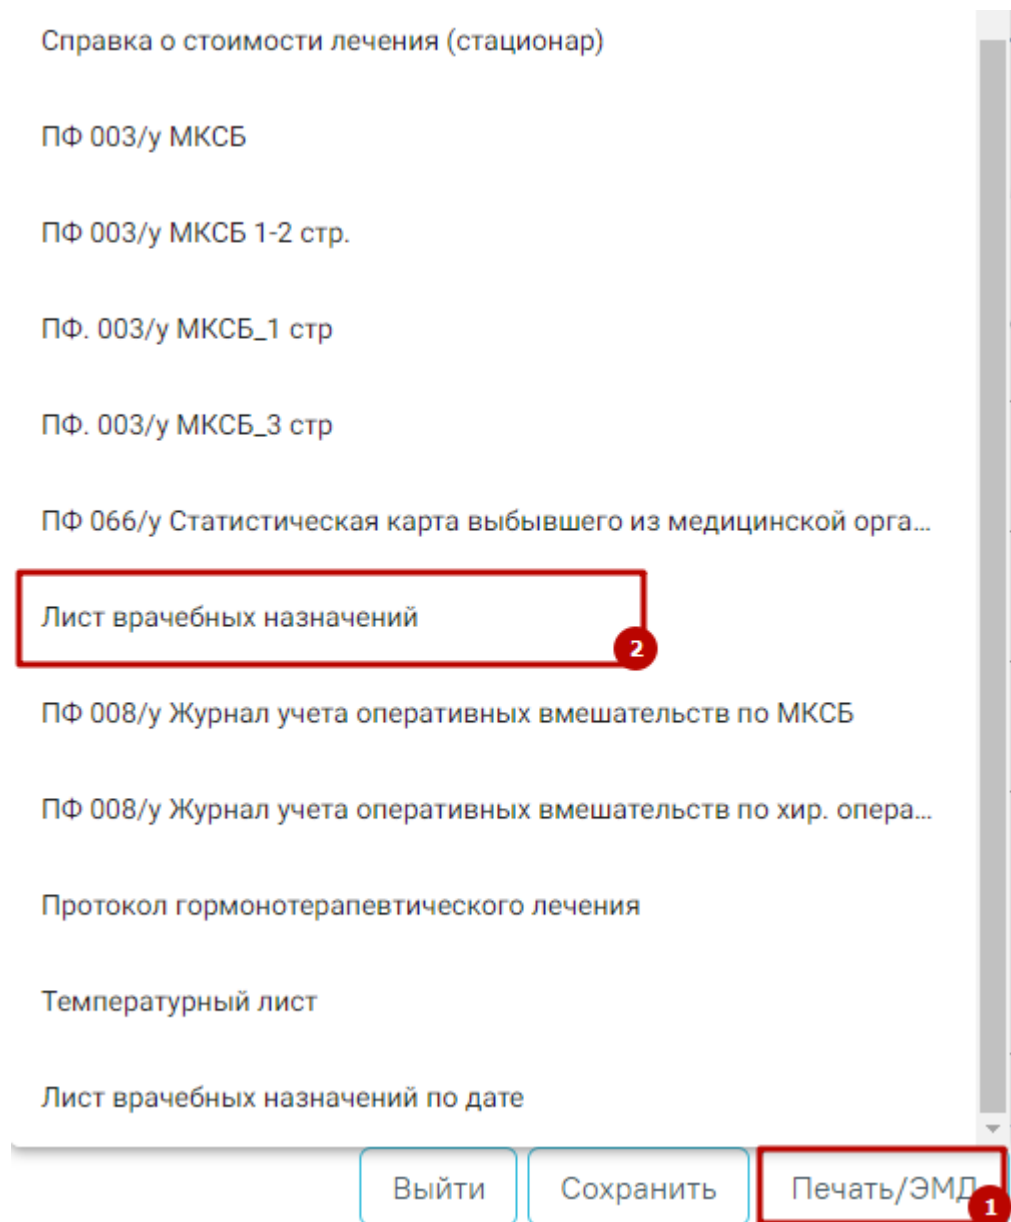 Справка о стоимости лечения (стационар)
ПФ 003/у МКСБ
ПФ 003/у МКСБ 1-2 стр.
ПФ. 003/у МКСБ_1 стр
ПФ. 003/у МКСБ_3 стр
ПФ 066/у Статистическая карта выбывшего из медицинской орга...
Лист врачебных назначений
2
ПФ 008/у Журнал учета оперативных вмешательств по МКСБ
ПФ 008/у Журнал учета оперативных вмешательств по хир. опера...
Протокол гормонотерапевтического лечения
Температурный лист
Лист врачебных назначений по дате
Выйти Сохранить Печать/ЭМД 1